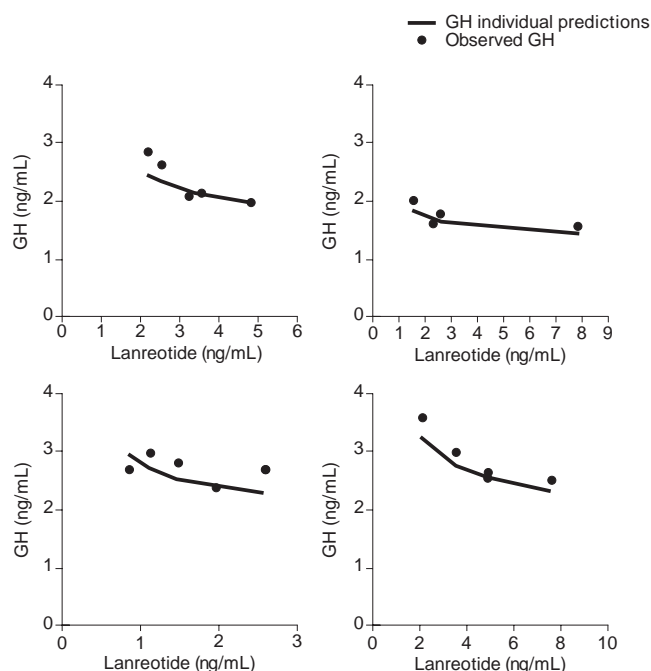 GH individual predictions
Observed GH
4
3
2
1
0
GH (ng/mL)
0 1 2 3 4 5 6
Lanreotide (ng/mL)
4
3
2
1
0
GH (ng/mL)
0 1 2 3 4 5 6 7 8 9
Lanreotide (ng/mL)
4
3
2
1
0
GH (ng/mL)
0 1 2 3
Lanreotide (ng/mL)
4
3
2
1
0
GH (ng/mL)
0 2 4 6 8 10
Lanreotide (ng/mL)